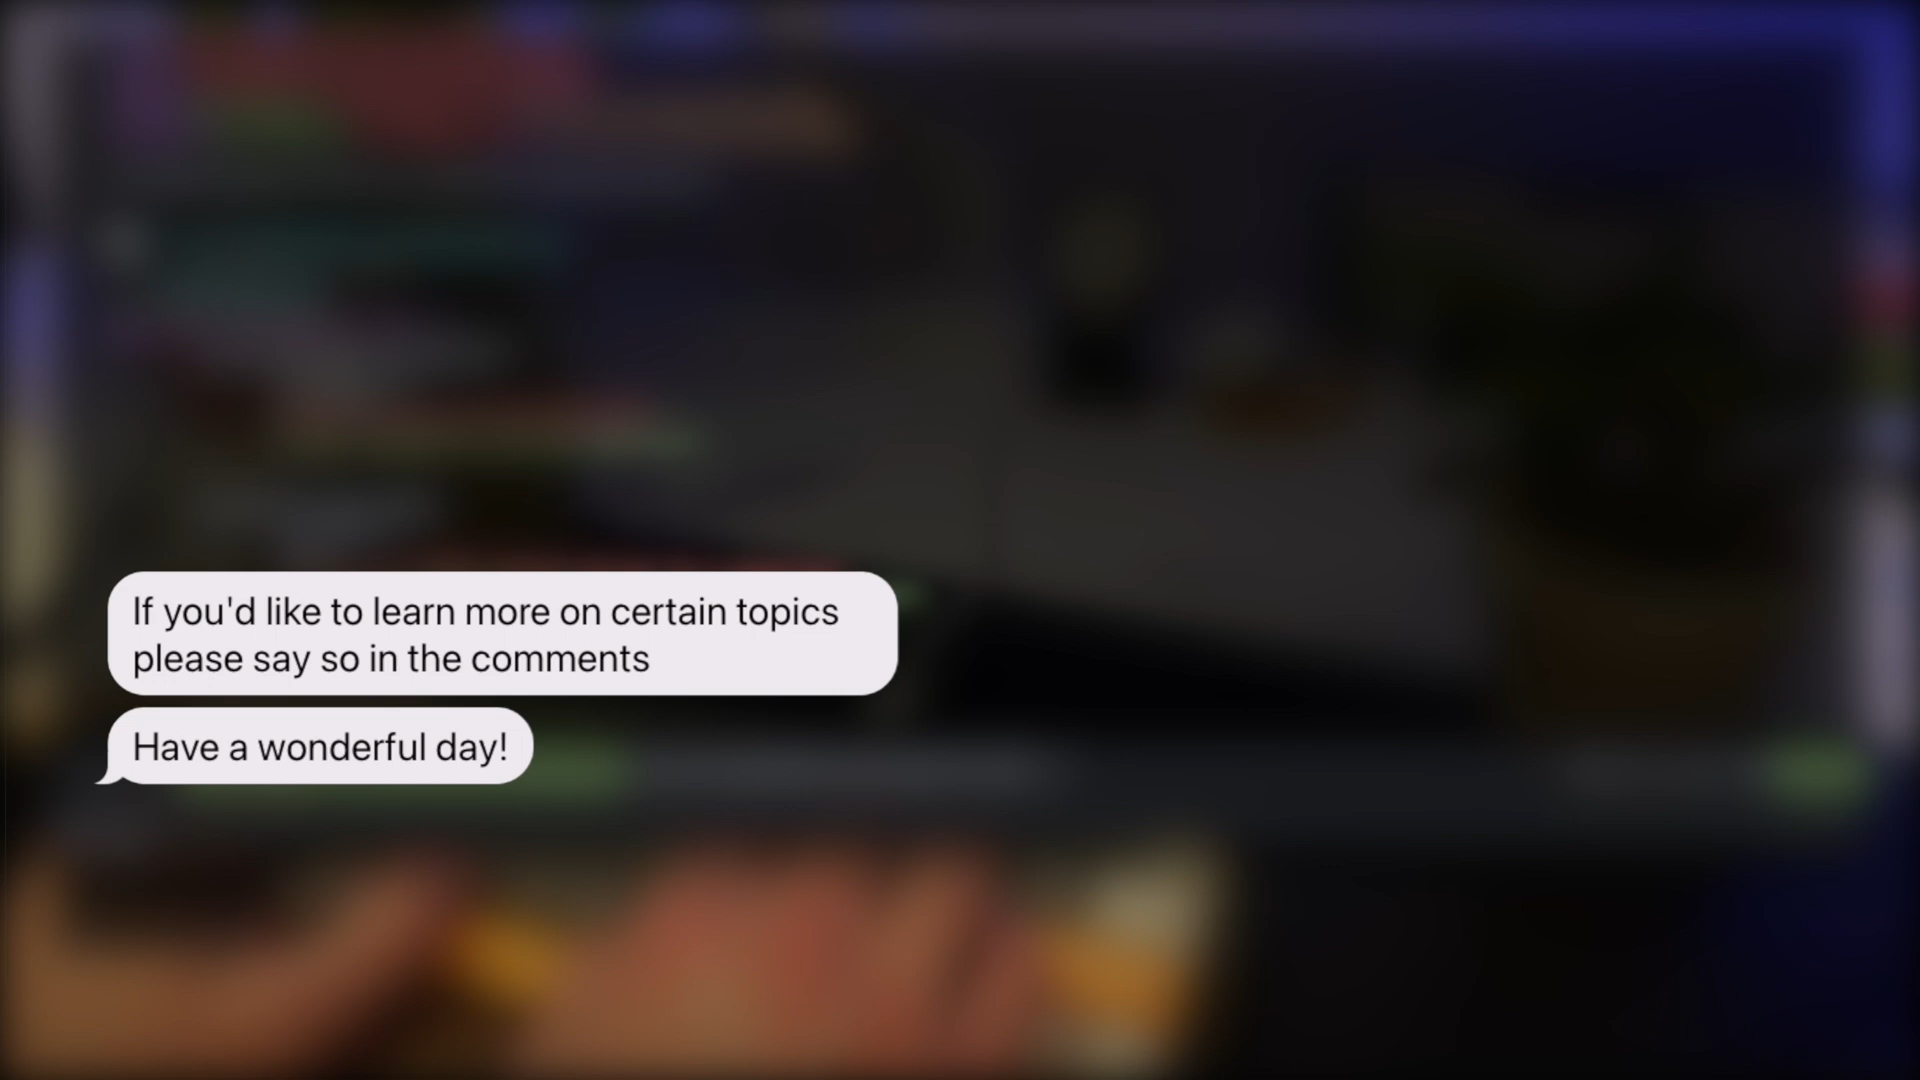 If you'd like to learn more on certain topics
please say so in the comments
Have a wonderful day!